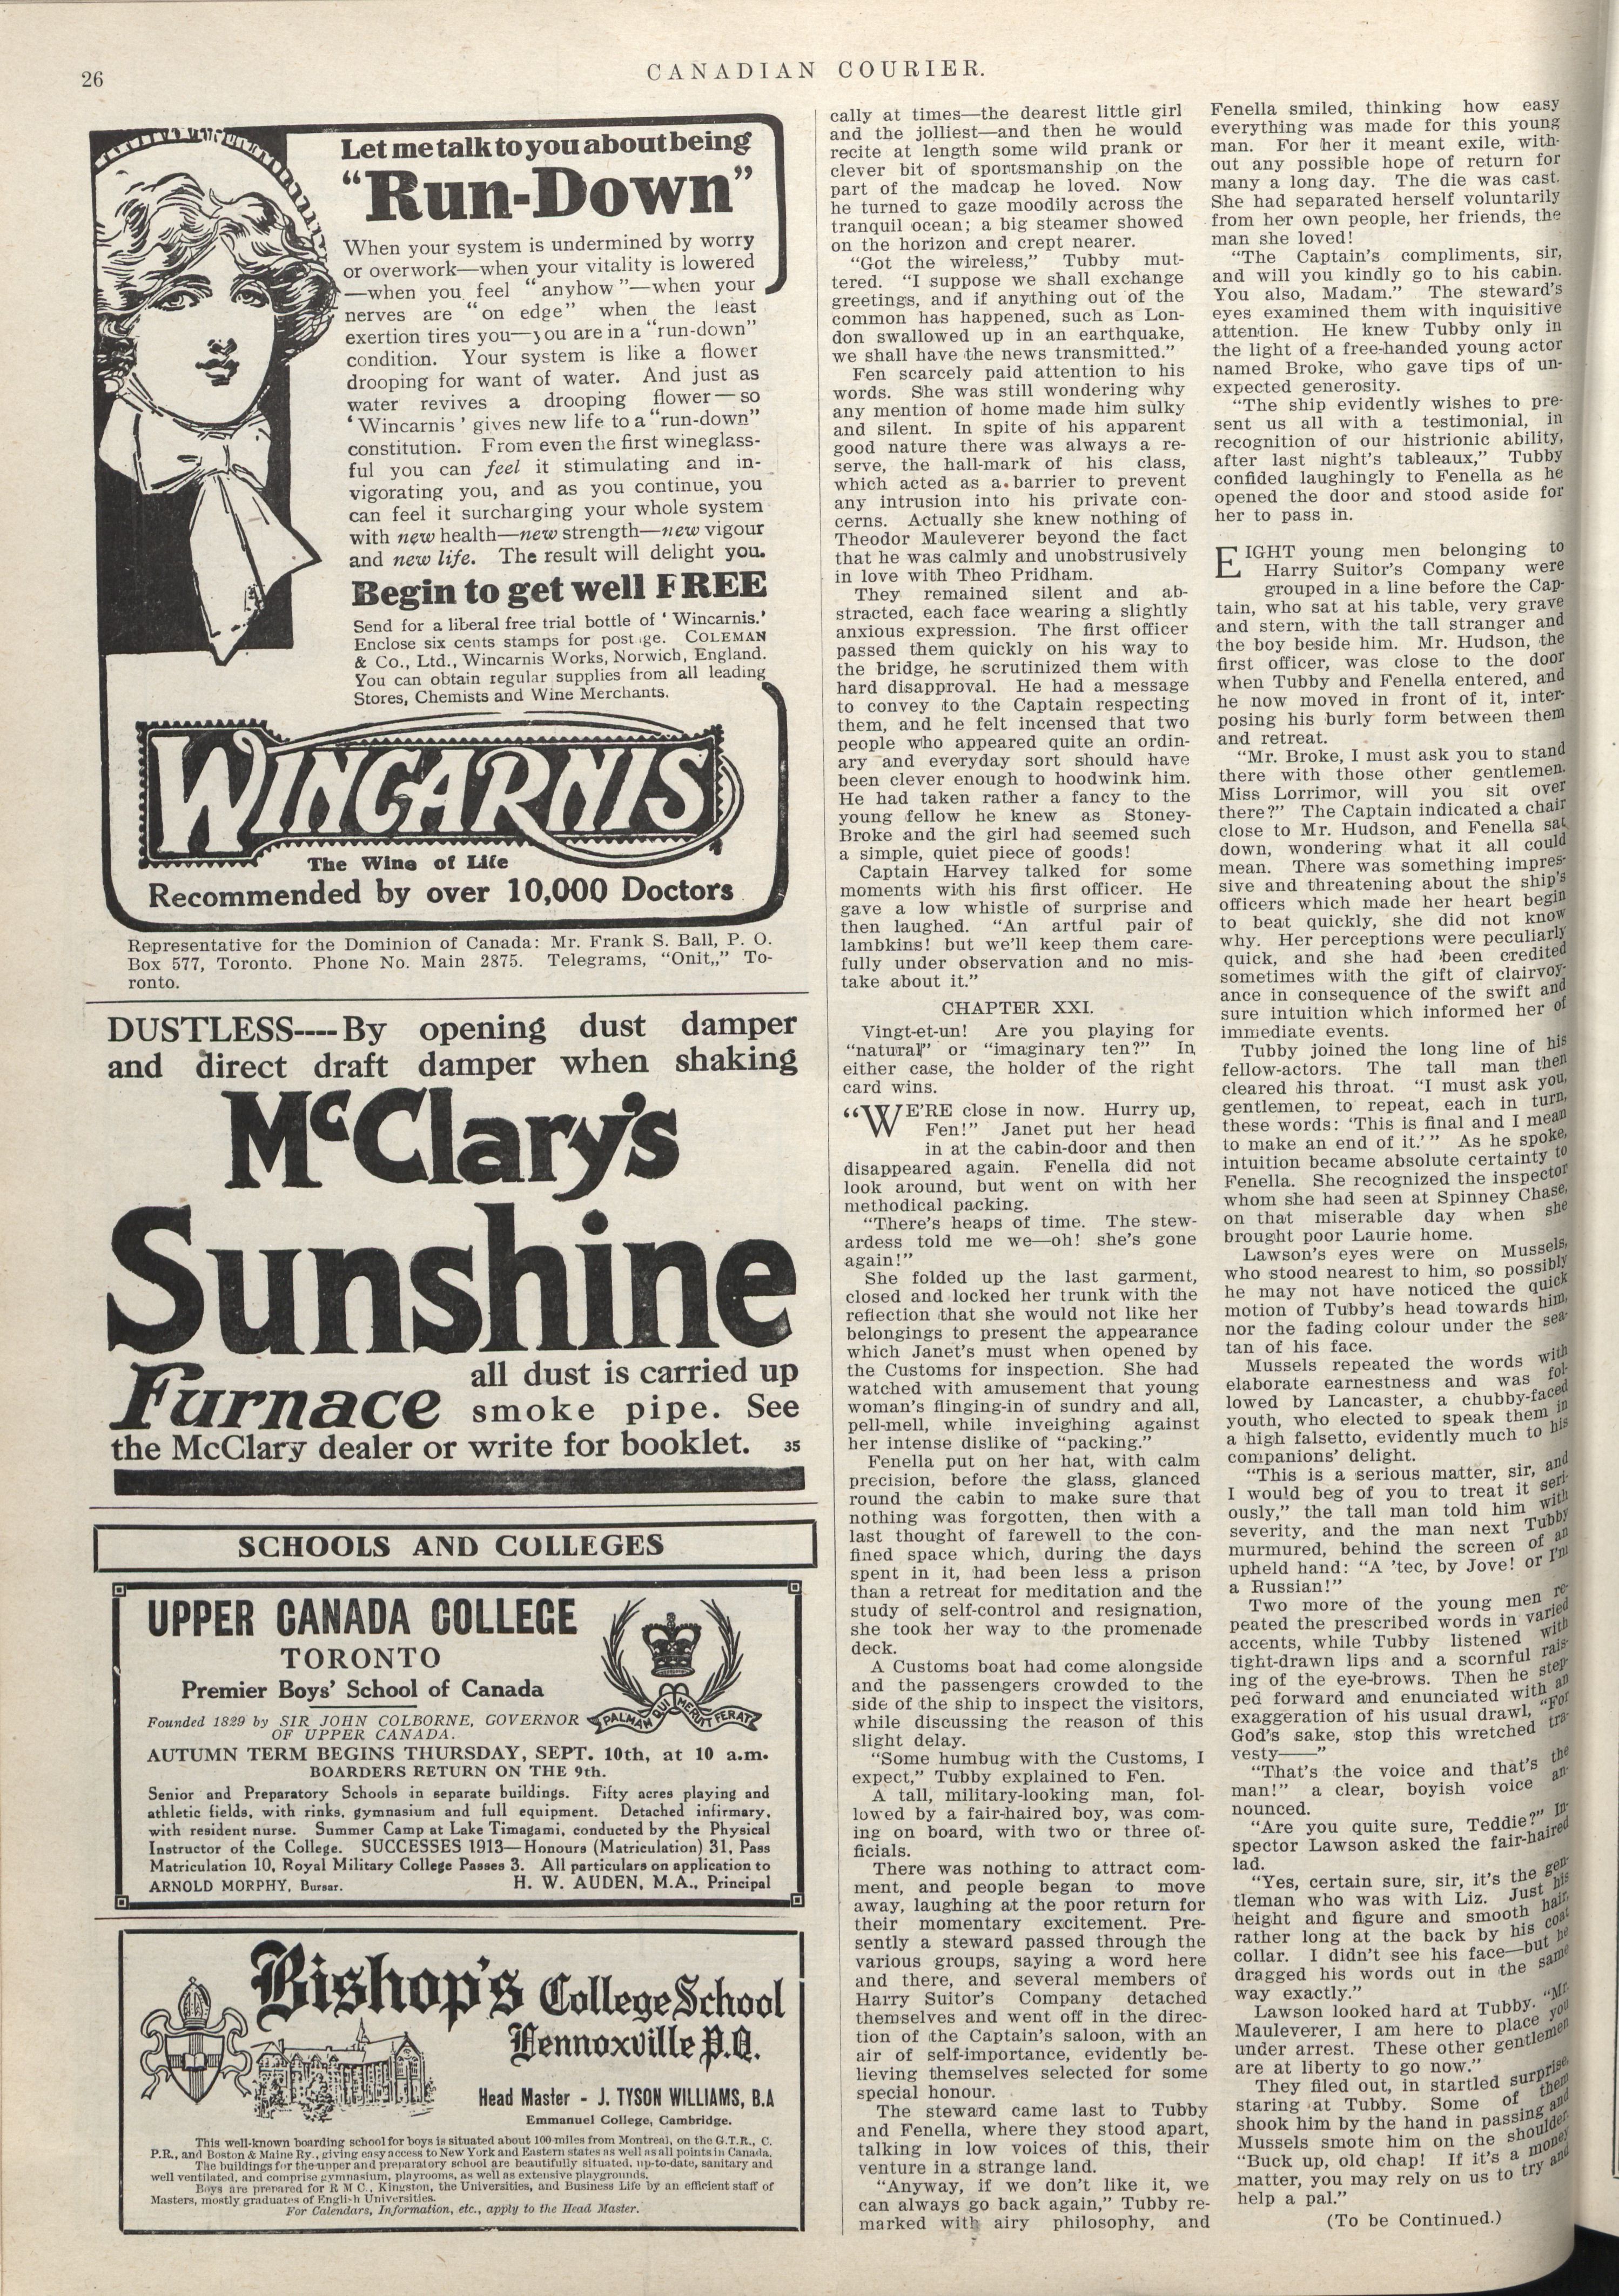 26
CANADIAN COURIER.
Let me talk to you about being
"Run-Down"
When your system is undermined by worry
or overwork—when your vitality is lowered
—when you feel "anyhow"—when your
nerves are "on edge" when the least
exertion tires you—you are in a "run-down"
condition. Your system is like a flower
drooping for want of water. And just as
water revives a drooping flower—so
'Wincarnis' gives new life to a "run-down"
constitution. From even the first wineglass-
ful you can feel it stimulating and in-
vigorating you, and as you continue, you
can feel it surcharging your whole system
with new health—new strength—new vigour
and new life. The result will delight you.
Begin to get well FREE
Send for a liberal free trial bottle of 'Wincarnis.'
Enclose six cents stamps for post ge. COLEMAN
& Co., Ltd., Wincarnis Works, Norwich, England.
You can obtain regular supplies from all leading
Stores, Chemists and Wine Merchants.
WINCARNIS
The Wine of Life
Recommended by over 10,000 Doctors
Representative for the Dominion of Canada: Mr. Frank S. Ball, P. O.
Box 577, Toronto. Phone No. Main 2875. Telegrams, "Onit,," To-
ronto.
DUSTLESS----By opening dust damper
and direct draft damper when shaking
McClary's
Sunshine
Furnace all dust is carried up
smoke pipe. See
the McClary dealer or write for booklet. 35
SCHOOLS AND COLLEGES
UPPER CANADA COLLEGE
TORONTO
Premier Boys' School of Canada
Founded 1829 by SIR JOHN COLBORNE, GOVERNOR
OF UPPER CANADA.
PALMAM QUI MERUIT FERAT
AUTUMN TERM BEGINS THURSDAY, SEPT. 10th, at 10 a.m.
BOARDERS RETURN ON THE 9th.
Senior and Preparatory Schools in separate buildings. Fifty acres playing and
athletic fields, with rinks, gymnasium and full equipment. Detached infirmary,
with resident nurse. Summer Camp at Lake Timagami, conducted by the Physical
Instructor of the College. SUCCESSES 1913—Honours (Matriculation) 31, Pass
Matriculation 10, Royal Military College Passes 3. All particulars on application to
ARNOLD MORPHY, Bursar. H. W. AUDEN, M.A., Principal
Bishop's College School
Lennoxville P.Q.
Head Master - J. TYSON WILLIAMS, B.A
Emmanuel College, Cambridge.
This well-known boarding school for boys is situated about 100 miles from Montreal, on the G.T.R., C.
P.R., and Boston & Maine Ry., giving easy access to New York and Eastern states as well as all points in Canada.
The buildings for the upper and preparatory school are beautifully situated, up-to-date, sanitary and
well ventilated, and comprise gymnasium, playrooms, as well as extensive playgrounds.
Boys are prepared for R M C., Kingston, the Universities, and Business Life by an efficient staff of
Masters, mostly graduates of English Universities.
For Calendars, Information, etc., apply to the Head Master.
cally at times—the dearest little girl
and the jolliest—and then he would
recite at length some wild prank or
clever bit of sportsmanship on the
part of the madcap he loved. Now
he turned to gaze moodily across the
tranquil ocean; a big steamer showed
on the horizon and crept nearer.
"Got the wireless," Tubby mut-
tered. "I suppose we shall exchange
greetings, and if anything out of the
common has happened, such as Lon-
don swallowed up in an earthquake,
we shall have the news transmitted."
Fen scarcely paid attention to his
words. She was still wondering why
any mention of home made him sulky
and silent. In spite of his apparent
good nature there was always a re-
serve, the hall-mark of his class,
which acted as a barrier to prevent
any intrusion into his private con-
cerns. Actually she knew nothing of
Theodor Mauleverer beyond the fact
that he was calmly and unobstrusively
in love with Theo Pridham.
They remained silent and ab-
stracted, each face wearing a slightly
anxious expression. The first officer
passed them quickly on his way to
the bridge, he scrutinized them with
hard disapproval. He had a message
to convey to the Captain respecting
them, and he felt incensed that two
people who appeared quite an ordin-
ary and everyday sort should have
been clever enough to hoodwink him.
He had taken rather a fancy to the
young fellow he knew as Stoney-
Broke and the girl had seemed such
a simple, quiet piece of goods!
Captain Harvey talked for some
moments with his first officer. He
gave a low whistle of surprise and
then laughed. "An artful pair of
lambkins! but we'll keep them care-
fully under observation and no mis-
take about it."
CHAPTER XXI.
Vingt-et-un! Are you playing for
"natural" or "imaginary ten?" In
either case, the holder of the right
card wins.
"WE'RE close in now. Hurry up,
Fen!" Janet put her head
in at the cabin-door and then
disappeared again. Fenella did not
look around, but went on with her
methodical packing.
"There's heaps of time. The stew-
ardess told me we—oh! she's gone
again!"
She folded up the last garment,
closed and locked her trunk with the
reflection that she would not like her
belongings to present the appearance
which Janet's must when opened by
the Customs for inspection. She had
watched with amusement that young
woman's flinging-in of sundry and all,
pell-mell, while inveighing against
her intense dislike of "packing."
Fenella put on her hat, with calm
precision, before the glass, glanced
round the cabin to make sure that
nothing was forgotten, then with a
last thought of farewell to the con-
fined space which, during the days
spent in it, had been less a prison
than a retreat for meditation and the
study of self-control and resignation,
she took her way to the promenade
deck.
A Customs boat had come alongside
and the passengers crowded to the
side of the ship to inspect the visitors,
while discussing the reason of this
slight delay.
"Some humbug with the Customs, I
expect," Tubby explained to Fen.
A tall, military-looking man, fol-
lowed by a fair-haired boy, was com-
ing on board, with two or three of-
ficials.
There was nothing to attract com-
ment, and people began to move
away, laughing at the poor return for
their momentary excitement. Pre-
sently a steward passed through the
various groups, saying a word here
and there, and several members of
Harry Suitor's Company detached
themselves and went off in the direc-
tion of the Captain's saloon, with an
air of self-importance, evidently be-
lieving themselves selected for some
special honour.
The steward came last to Tubby
and Fenella, where they stood apart,
talking in low voices of this, their
venture in a strange land.
"Anyway, if we don't like it, we
can always go back again," Tubby re-
marked with airy philosophy, and
Fenella smiled, thinking how easy
everything was made for this young
man. For her it meant exile, with-
out any possible hope of return for
many a long day. The die was cast.
She had separated herself voluntarily
from her own people, her friends, the
man she loved!
"The Captain's compliments, sir,
and will you kindly go to his cabin.
You also, Madam." The steward's
eyes examined them with inquisitive
attention. He knew Tubby only in
the light of a free-handed young actor
named Broke, who gave tips of un-
expected generosity.
"The ship evidently wishes to pre-
sent us all with a testimonial, in
recognition of our histrionic ability,
after last night's tableaux," Tubby
confided laughingly to Fenella as he
opened the door and stood aside for
her to pass in.
EIGHT young men belonging to
Harry Suitor's Company were
grouped in a line before the Cap-
tain, who sat at his table, very grave
and stern, with the tall stranger and
the boy beside him. Mr. Hudson, the
first officer, was close to the door
when Tubby and Fenella entered, and
he now moved in front of it, inter-
posing his burly form between them
and retreat.
"Mr. Broke, I must ask you to stand
there with those other gentlemen.
Miss Lorrimor, will you sit over
there?" The Captain indicated a chair
close to Mr. Hudson, and Fenella sat
down, wondering what it all could
mean. There was something impres-
sive and threatening about the ship's
officers which made her heart begin
to beat quickly, she did not know
why. Her perceptions were peculiarly
quick, and she had been credited
sometimes with the gift of clairvoy-
ance in consequence of the swift and
sure intuition which informed her of
immediate events.
Tubby joined the long line of his
fellow-actors. The tall man then
cleared his throat. "I must ask you,
gentlemen, to repeat, each in turn,
these words: 'This is final and I mean
to make an end of it.'" As he spoke,
intuition became absolute certainty to
Fenella. She recognized the inspector
whom she had seen at Spinney Chase,
on that miserable day when she
brought poor Laurie home.
Lawson's eyes were on Mussels,
who stood nearest to him, so possibly
he may not have noticed the quick
motion of Tubby's head towards him,
nor the fading colour under the sea-
tan of his face.
Mussels repeated the words with
elaborate earnestness and was fol-
lowed by Lancaster, a chubby-faced
youth, who elected to speak them in
a high falsetto, evidently much to his
companions' delight.
"This is a serious matter, sir, and
I would beg of you to treat it seri-
ously," the tall man told him with
severity, and the man next Tubby
murmured, behind the screen of an
upheld hand: "A 'tec, by Jove! or I'm
a Russian!"
Two more of the young men re-
peated the prescribed words in varied
accents, while Tubby listened with
tight-drawn lips and a scornful rais-
ing of the eye-brows. Then he step-
ped forward and enunciated with an
exaggeration of his usual drawl, "For
God's sake, stop this wretched tra-
vesty——"
"That's the voice and that's the
man!" a clear, boyish voice an-
nounced.
"Are you quite sure, Teddie?" In-
spector Lawson asked the fair-haired
lad.
"Yes, certain sure, sir, it's the gen-
tleman who was with Liz. Just his
height and figure and smooth hair,
rather long at the back by his coat
collar. I didn't see his face—but he
dragged his words out in the same
way exactly."
Lawson looked hard at Tubby. "Mr.
Mauleverer, I am here to place you
under arrest. These other gentlemen
are at liberty to go now."
They filed out, in startled surprise,
staring at Tubby. Some of them
shook him by the hand in passing and
Mussels smote him on the shoulder.
"Buck up, old chap! If it's a money
matter, you may rely on us to try and
help a pal."
(To be Continued.)